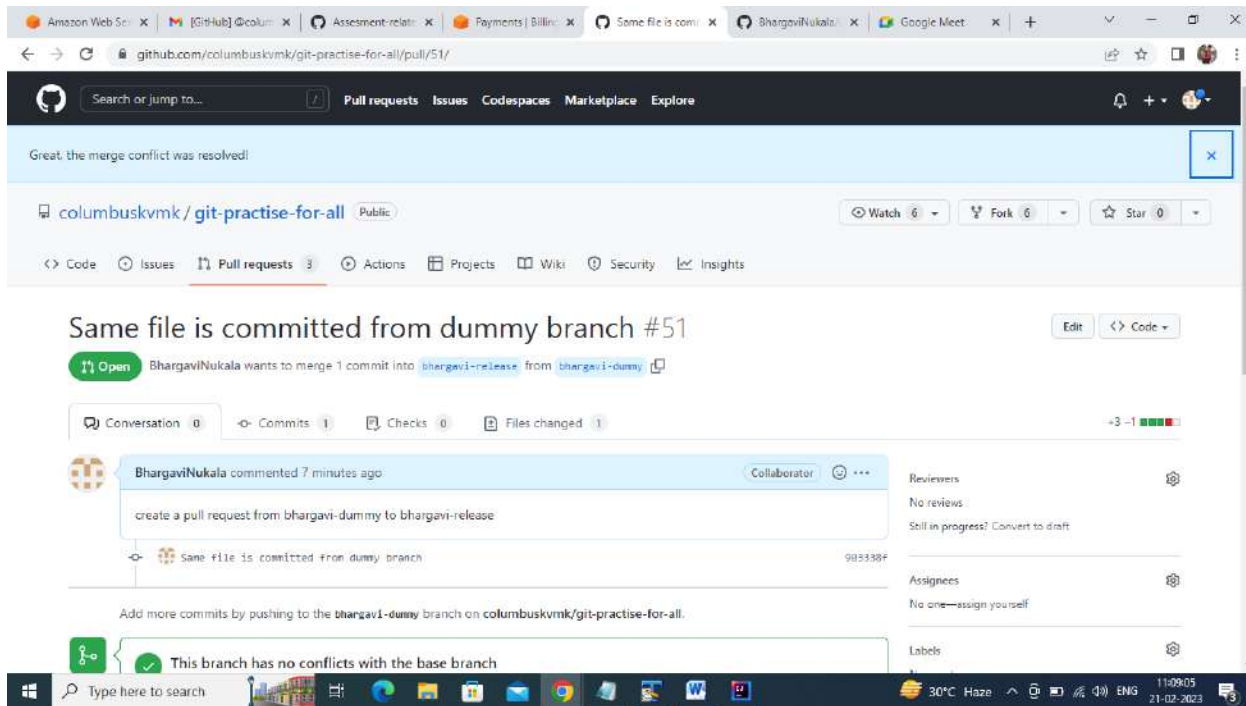 Amazon Web Ser
[GitHub] @colum
Assesment-relate
Payments | Billin
Same file is com
BhargaviNukala
Google Meet
github.com/columbuskvmk/git-practise-for-all/pull/51/
Search or jump to...
/
Pull requests Issues Codespaces Marketplace Explore
Great, the merge conflict was resolved!
columbuskvmk / git-practise-for-all Public
Watch 6
Fork 6
Star 0
<> Code Issues Pull requests 3 Actions Projects Wiki Security Insights
Same file is committed from dummy branch #51
Edit <> Code
Open BhargaviNukala wants to merge 1 commit into bhargavi-release from bhargavi-dummy
Conversation 0 Commits 1 Checks 0 Files changed 1
+3 −1
BhargaviNukala commented 7 minutes ago
Collaborator
create a pull request from bhargavi-dummy to bhargavi-release
Same file is committed from dummy branch
903338f
Add more commits by pushing to the bhargavi-dummy branch on columbuskvmk/git-practise-for-all.
This branch has no conflicts with the base branch
Reviewers
No reviews
Still in progress? Convert to draft
Assignees
No one—assign yourself
Labels
Type here to search
30°C Haze
ENG
11:09:05
21-02-2023
3